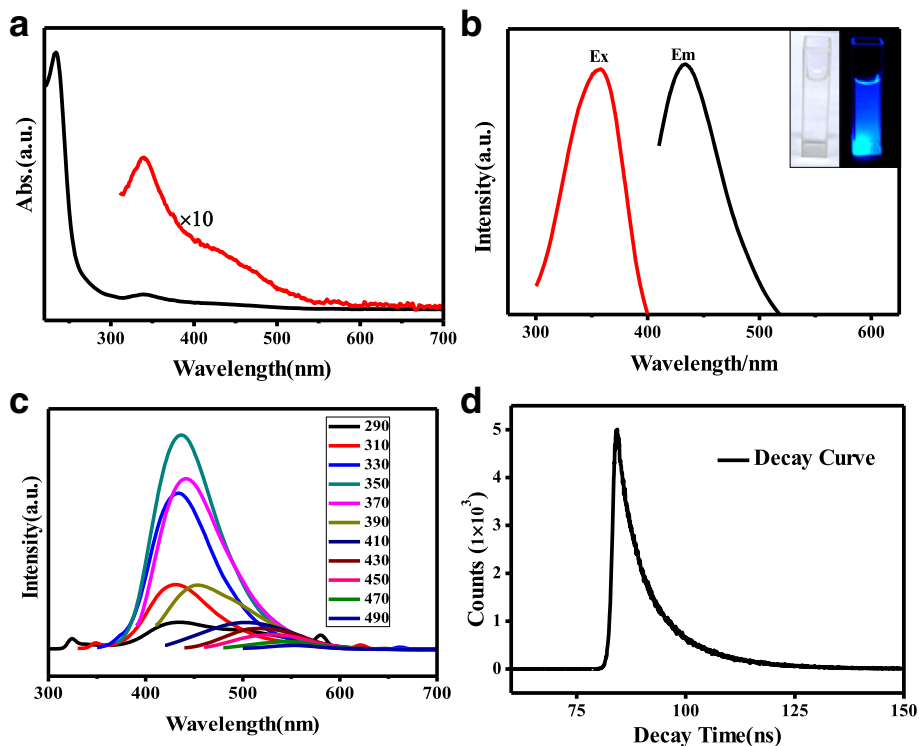 a
Abs.(a.u.)
×10
300
400
500
600
700
Wavelength(nm)
b
Ex
Em
Intensity(a.u.)
300
400
500
600
Wavelength/nm
c
290
310
330
350
370
390
410
430
450
470
490
Intensity(a.u.)
300
400
500
600
700
Wavelength(nm)
d
Decay Curve
Counts (1×10³)
5
4
3
2
1
0
75
100
125
150
Decay Time(ns)